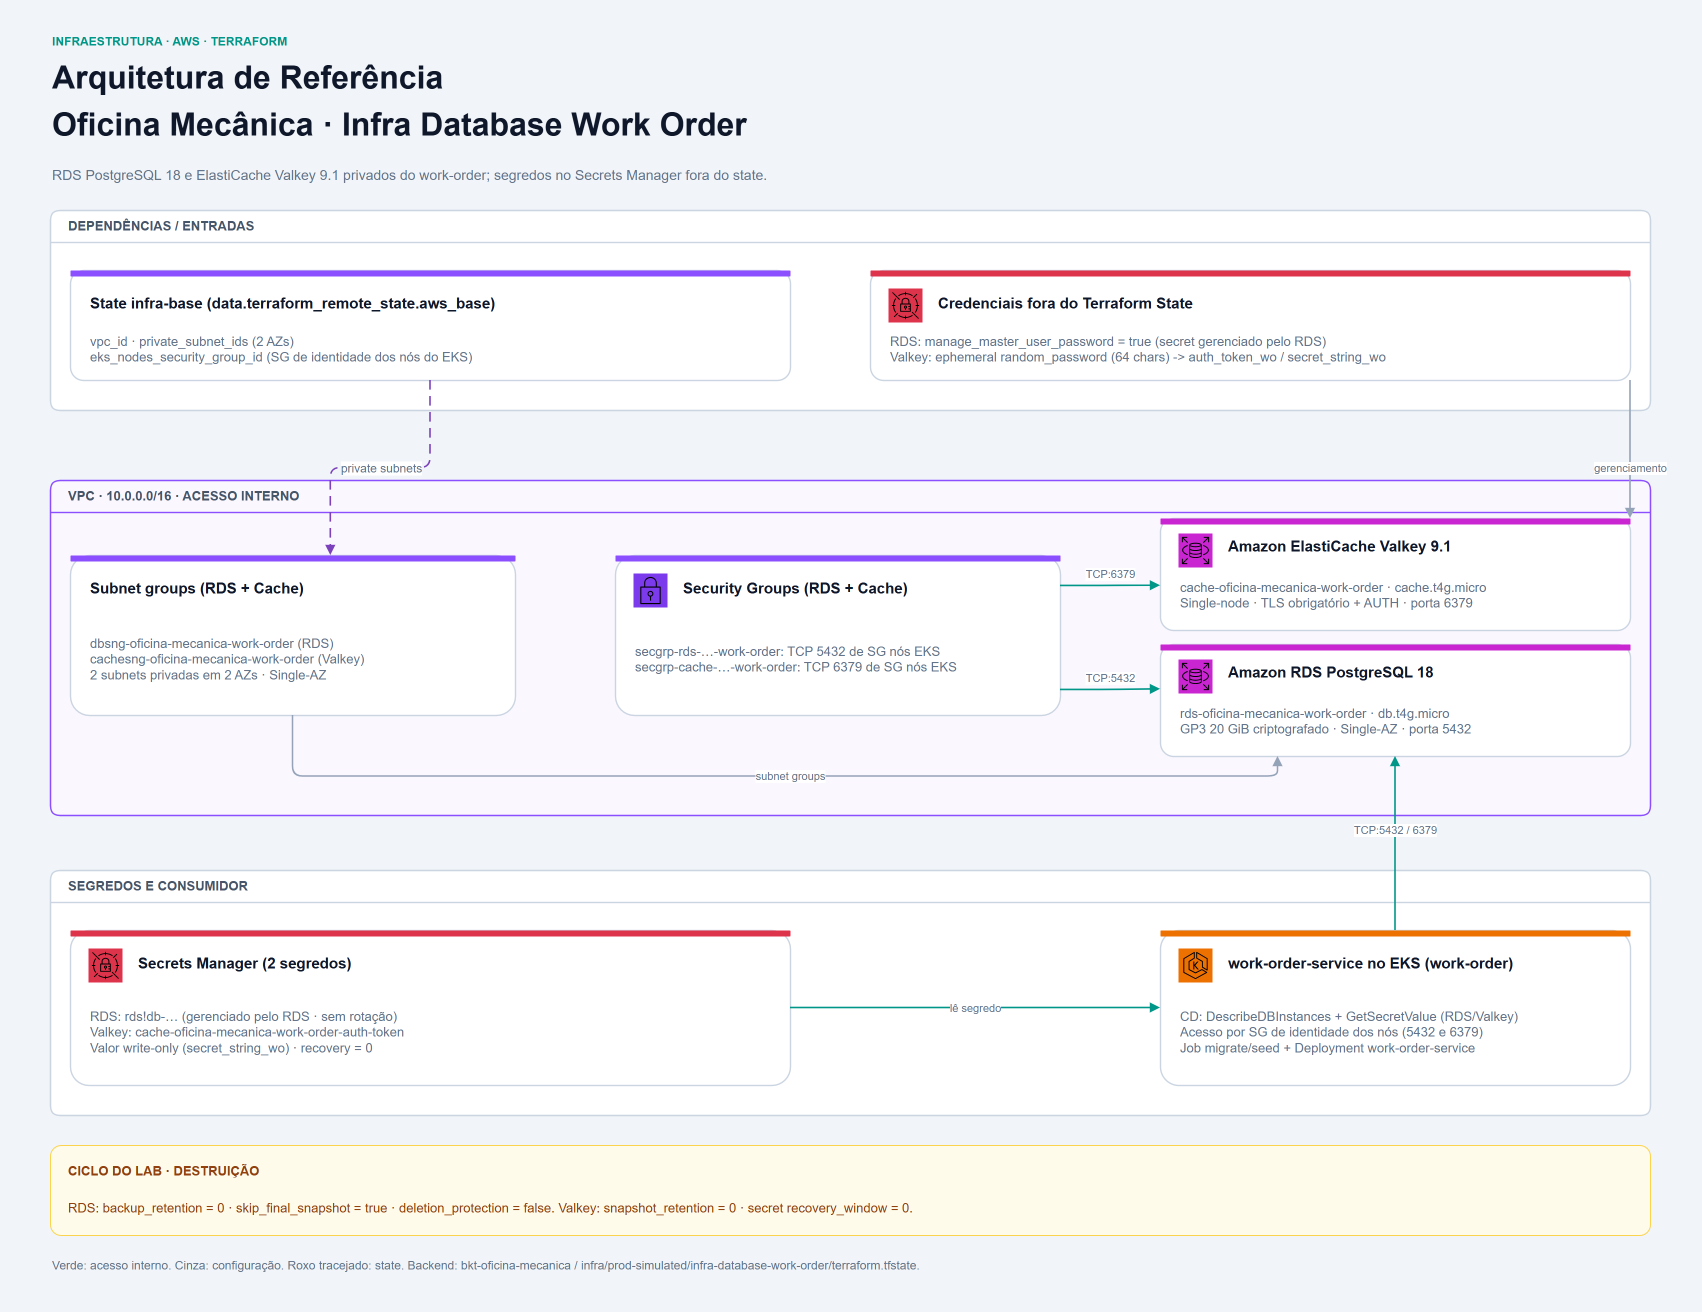 INFRAESTRUTURA · AWS · TERRAFORM
Arquitetura de Referência
Oficina Mecânica · Infra Database Work Order
RDS PostgreSQL 18 e ElastiCache Valkey 9.1 privados do work-order; segredos no Secrets Manager fora do state.
DEPENDÊNCIAS / ENTRADAS
State infra-base (data.terraform_remote_state.aws_base)
vpc_id · private_subnet_ids (2 AZs)
eks_nodes_security_group_id (SG de identidade dos nós do EKS)
Credenciais fora do Terraform State
RDS: manage_master_user_password = true (secret gerenciado pelo RDS)
Valkey: ephemeral random_password (64 chars) -> auth_token_wo / secret_string_wo
private subnets
gerenciamento
VPC · 10.0.0.0/16 · ACESSO INTERNO
Subnet groups (RDS + Cache)
dbsng-oficina-mecanica-work-order (RDS)
cachesng-oficina-mecanica-work-order (Valkey)
2 subnets privadas em 2 AZs · Single-AZ
Security Groups (RDS + Cache)
secgrp-rds-…-work-order: TCP 5432 de SG nós EKS
secgrp-cache-…-work-order: TCP 6379 de SG nós EKS
TCP:6379
TCP:5432
Amazon ElastiCache Valkey 9.1
cache-oficina-mecanica-work-order · cache.t4g.micro
Single-node · TLS obrigatório + AUTH · porta 6379
Amazon RDS PostgreSQL 18
rds-oficina-mecanica-work-order · db.t4g.micro
GP3 20 GiB criptografado · Single-AZ · porta 5432
subnet groups
TCP:5432 / 6379
SEGREDOS E CONSUMIDOR
Secrets Manager (2 segredos)
RDS: rds!db-… (gerenciado pelo RDS · sem rotação)
Valkey: cache-oficina-mecanica-work-order-auth-token
Valor write-only (secret_string_wo) · recovery = 0
lê segredo
work-order-service no EKS (work-order)
CD: DescribeDBInstances + GetSecretValue (RDS/Valkey)
Acesso por SG de identidade dos nós (5432 e 6379)
Job migrate/seed + Deployment work-order-service
CICLO DO LAB · DESTRUIÇÃO
RDS: backup_retention = 0 · skip_final_snapshot = true · deletion_protection = false. Valkey: snapshot_retention = 0 · secret recovery_window = 0.
Verde: acesso interno. Cinza: configuração. Roxo tracejado: state. Backend: bkt-oficina-mecanica / infra/prod-simulated/infra-database-work-order/terraform.tfstate.